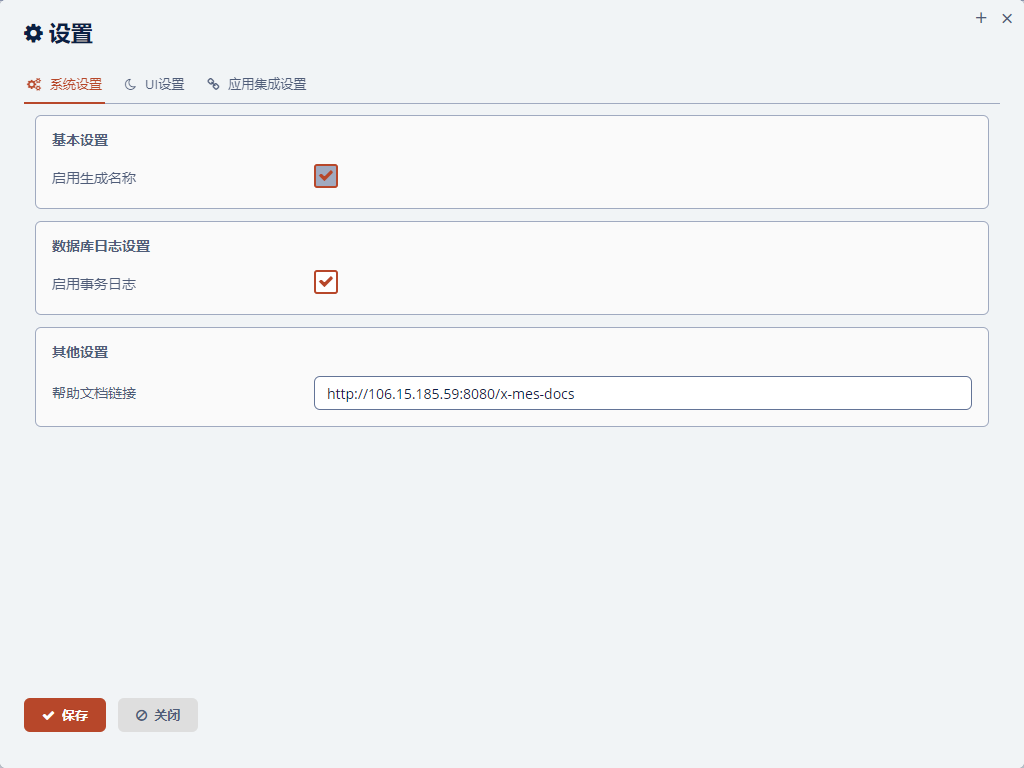 设置
系统设置 UI设置 应用集成设置
基本设置
启用生成名称
数据库日志设置
启用事务日志
其他设置
帮助文档链接 http://106.15.185.59:8080/x-mes-docs
保存 关闭